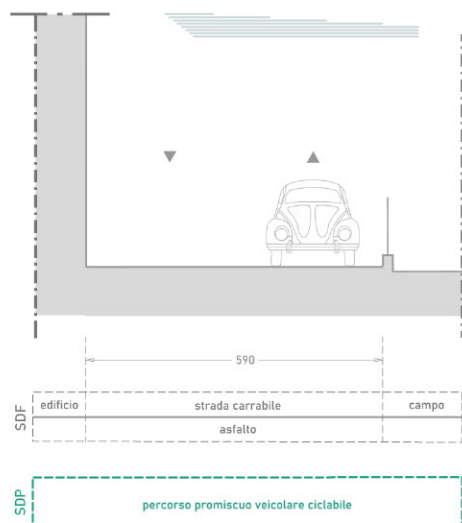 590
SDF
edificio strada carrabile campo
asfalto
SDP
percorso promiscuo veicolare ciclabile